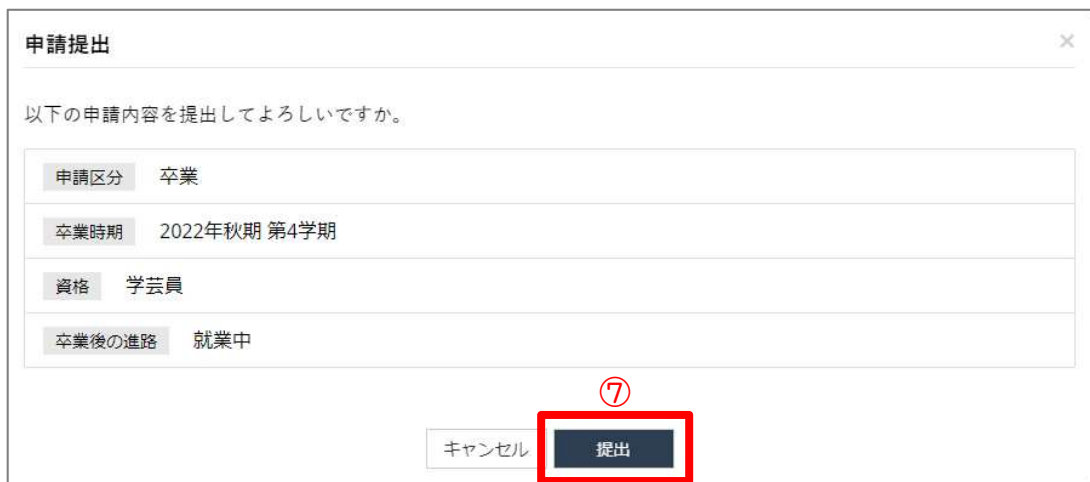 申請提出 ×
以下の申請内容を提出してよろしいですか。
申請区分 卒業
卒業時期 2022年秋期 第4学期
資格 学芸員
卒業後の進路 就業中
⑦
キャンセル 提出